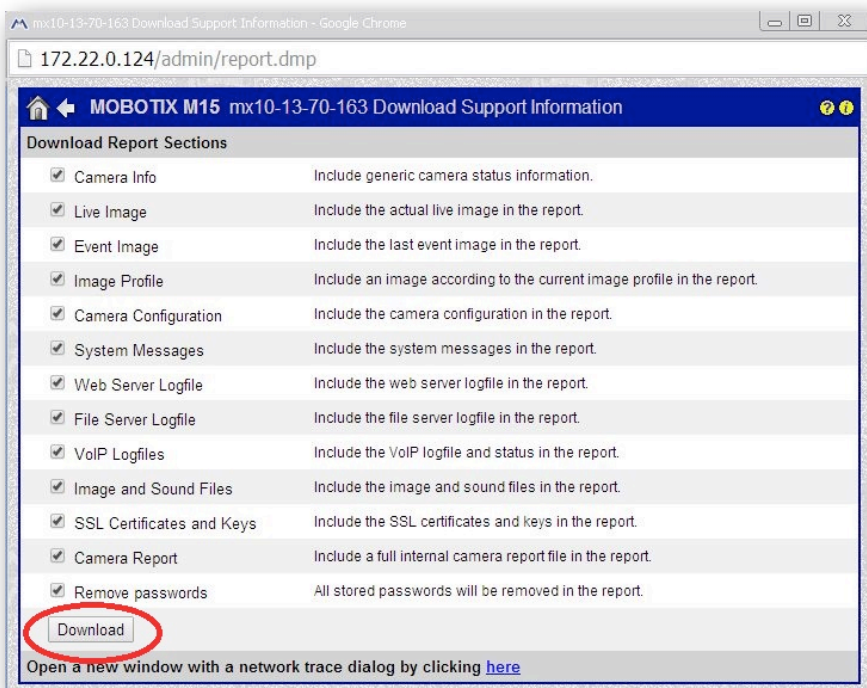 mx10-13-70-163 Download Support Information - Google Chrome
172.22.0.124/admin/report.dmp
MOBOTIX M15 mx10-13-70-163 Download Support Information ? i
Download Report Sections
Camera Info Include generic camera status information.
Live Image Include the actual live image in the report.
Event Image Include the last event image in the report.
Image Profile Include an image according to the current image profile in the report.
Camera Configuration Include the camera configuration in the report.
System Messages Include the system messages in the report.
Web Server Logfile Include the web server logfile in the report.
File Server Logfile Include the file server logfile in the report.
VoIP Logfiles Include the VoIP logfile and status in the report.
Image and Sound Files Include the image and sound files in the report.
SSL Certificates and Keys Include the SSL certificates and keys in the report.
Camera Report Include a full internal camera report file in the report.
Remove passwords All stored passwords will be removed in the report.
Download
Open a new window with a network trace dialog by clicking here